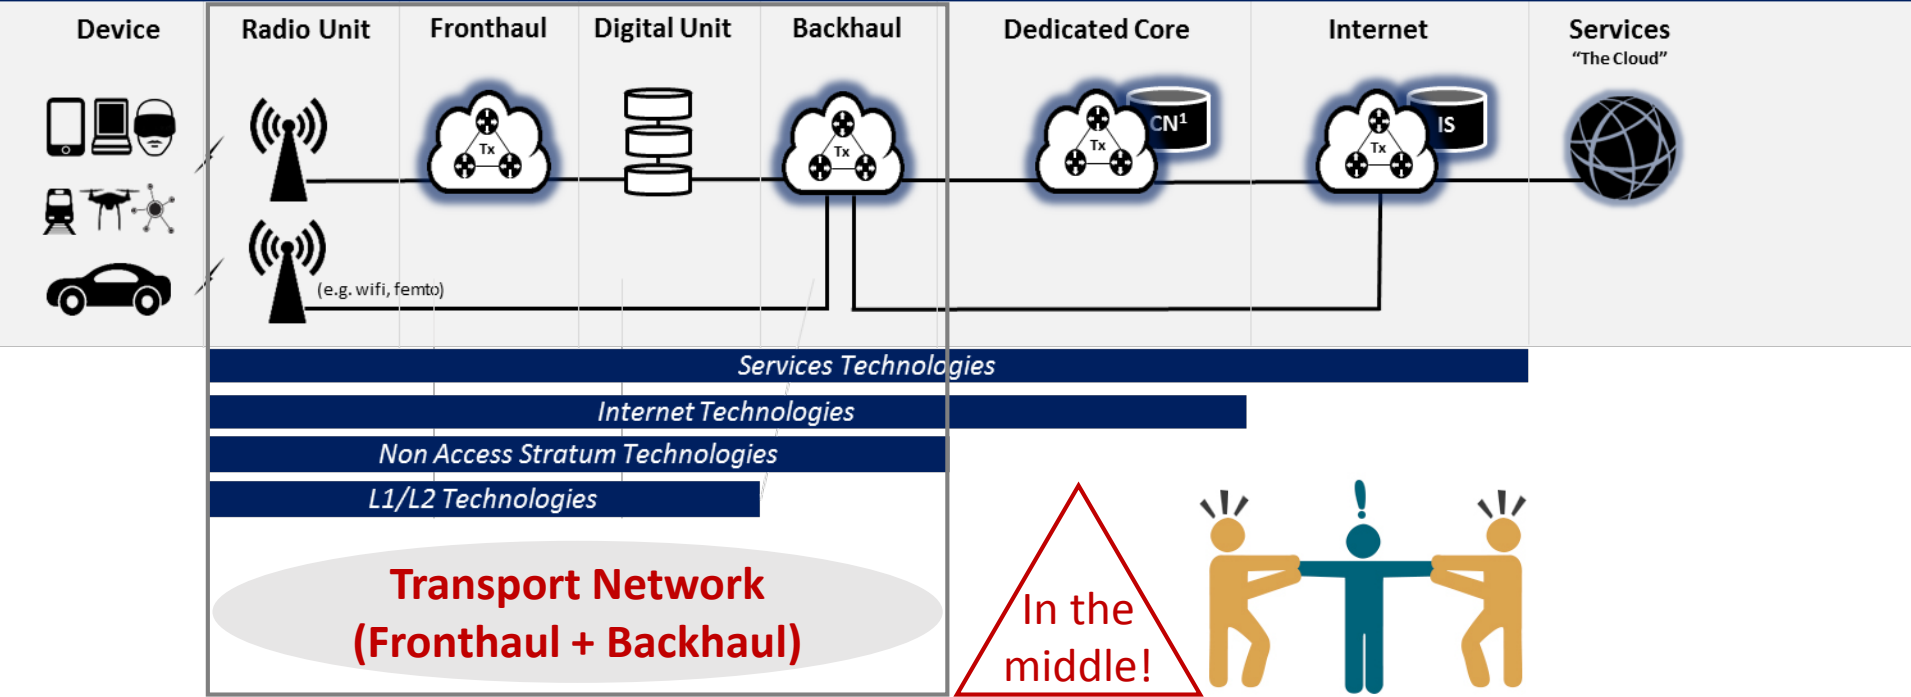 Device
Radio Unit
Fronthaul
Digital Unit
Backhaul
Dedicated Core
Internet
Services
“The Cloud”
Tx
Tx
Tx
CN¹
Tx
IS
(e.g. wifi, femto)
Services Technologies
Internet Technologies
Non Access Stratum Technologies
L1/L2 Technologies
Transport Network
(Fronthaul + Backhaul)
In the
middle!
!